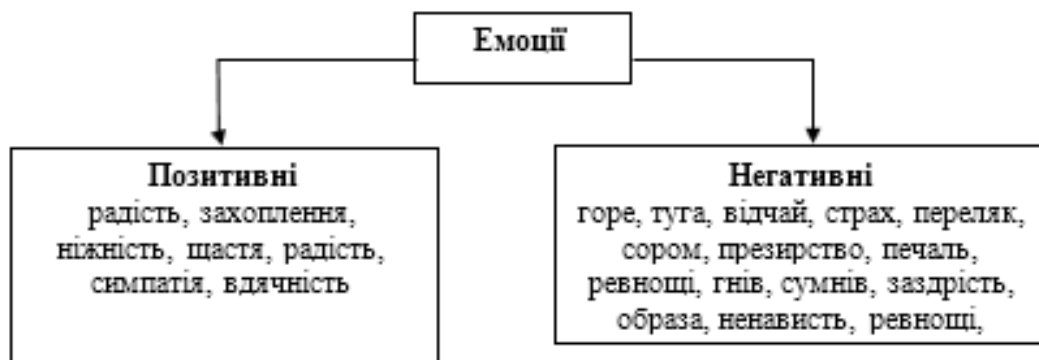 Емоції
Позитивні
радість, захоплення,
ніжність, щастя, радість,
симпатія, вдячність
Негативні
горе, туга, відчай, страх, переляк,
сором, презирство, печаль,
ревнощі, гнів, сумнів, заздрість,
образа, ненависть, ревнощі,